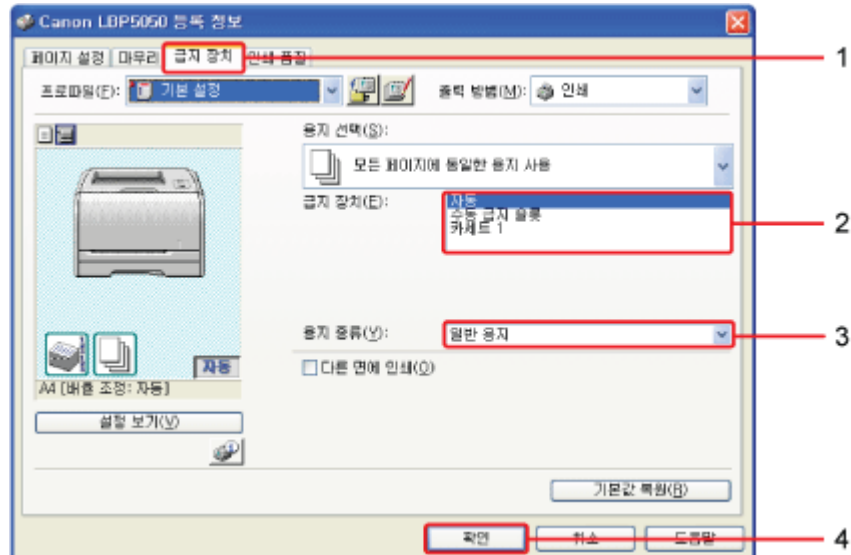 Canon LBP5050 등록 정보
페이지 설정 마무리 급지 장치 인쇄 품질 1
프로파일(F): 기본 설정 출력 방법(M): 인쇄
용지 선택(S):
모든 페이지에 동일한 용지 사용
급지 장치(E): 자동
수동 급지 슬롯 2
카세트 1
용지 종류(Y): 일반 용지 3
자동 다른 면에 인쇄(O)
A4 [배율 조정: 자동]
설정 보기(V)
기본값 복원(R)
확인 취소 도움말 4